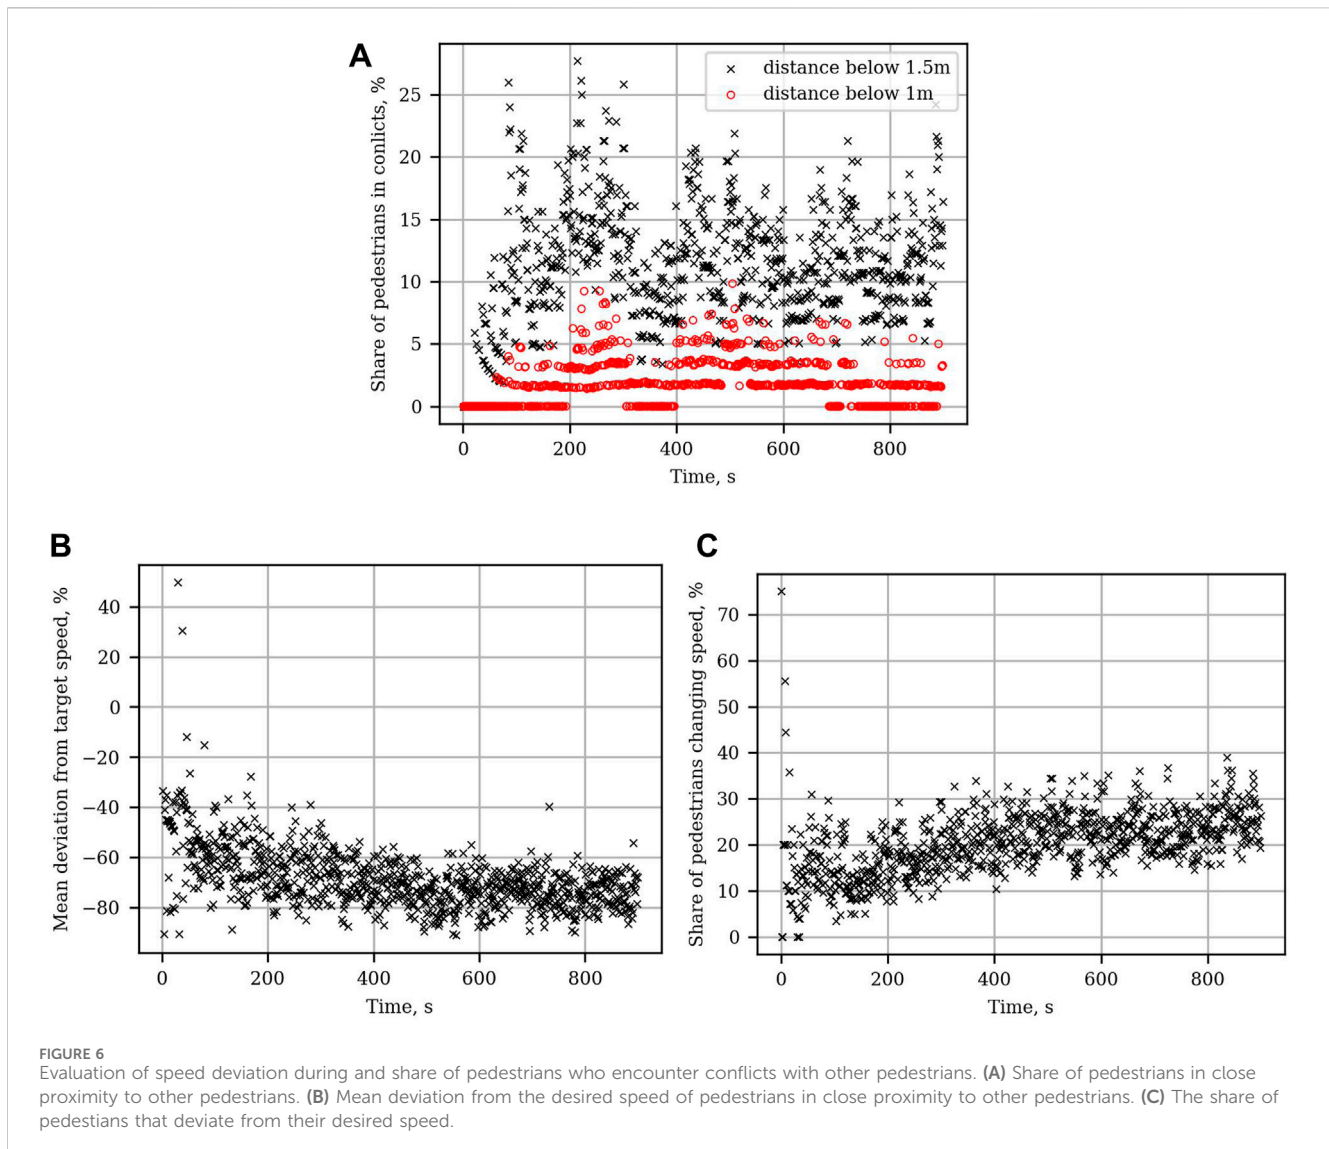 A
Share of pedestrians in conlicts, %
25
20
15
10
5
0
× distance below 1.5m
○ distance below 1m
0 200 400 600 800
Time, s
B
Mean deviation from target speed, %
40
20
0
−20
−40
−60
−80
0 200 400 600 800
Time, s
C
Share of pedestrians changing speed, %
70
60
50
40
30
20
10
0
0 200 400 600 800
Time, s
FIGURE 6
Evaluation of speed deviation during and share of pedestrians who encounter conflicts with other pedestrians. (A) Share of pedestrians in close
proximity to other pedestrians. (B) Mean deviation from the desired speed of pedestrians in close proximity to other pedestrians. (C) The share of
pedestians that deviate from their desired speed.